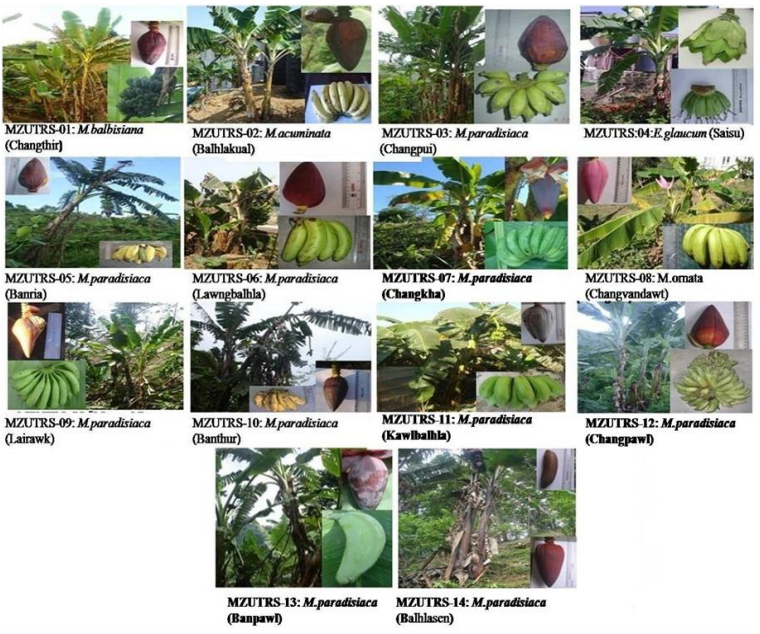 MZUTRS-01: M.balbisiana
(Changthir)
MZUTRS-02: M.acuminata
(Balhlakual)
MZUTRS-03: M.paradisiaca
(Changpui)
MZUTRS:04:E.glaucum (Saisu)
MZUTRS-05: M.paradisiaca
(Banria)
MZUTRS-06: M.paradisiaca
(Lawngbalhla)
MZUTRS-07: M.paradisiaca
(Changkha)
MZUTRS-08: M.ornata
(Changvandawt)
MZUTRS-09: M.paradisiaca
(Lairawk)
MZUTRS-10: M.paradisiaca
(Banthur)
MZUTRS-11: M.paradisiaca
(Kawlbalhla)
MZUTRS-12: M.paradisiaca
(Changpawl)
MZUTRS-13: M.paradisiaca
(Banpawl)
MZUTRS-14: M.paradisiaca
(Balhlasen)